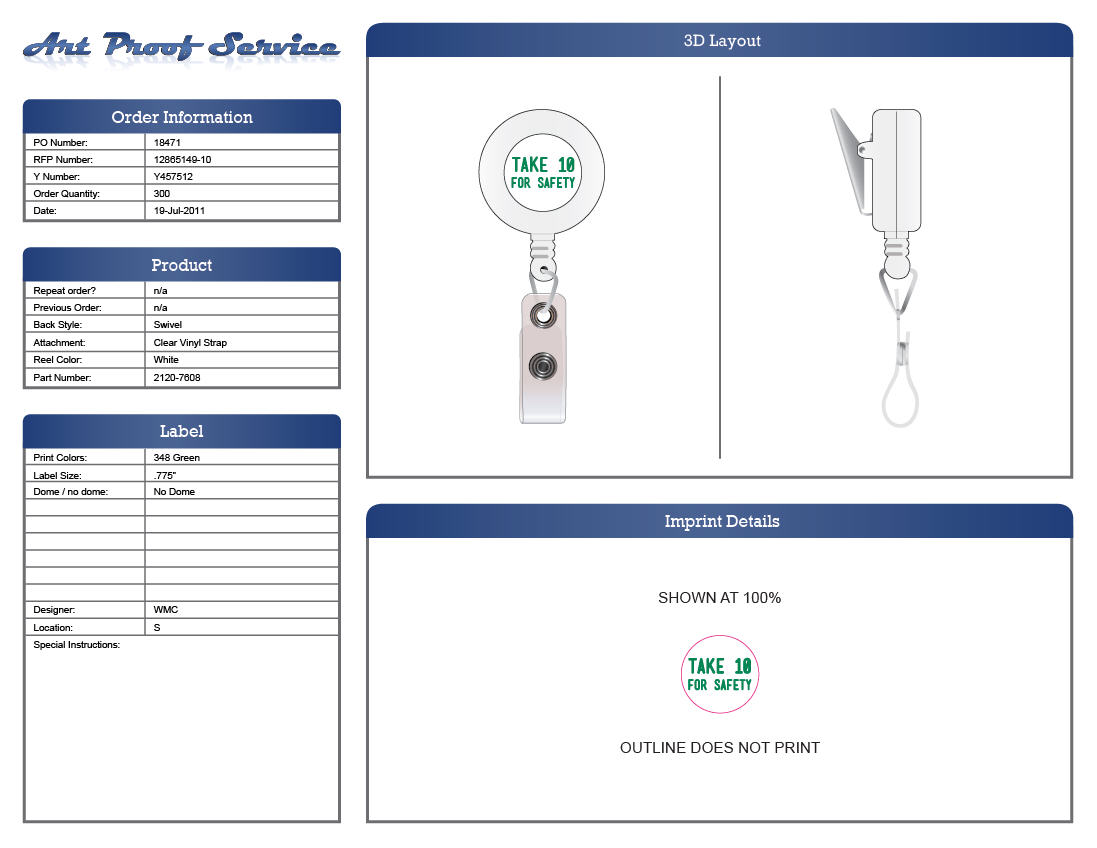 Art Proof Service
Order Information
PO Number: 18471
RFP Number: 12865149-10
Y Number: Y457512
Order Quantity: 300
Date: 19-Jul-2011
Product
Repeat order? n/a
Previous Order: n/a
Back Style: Swivel
Attachment: Clear Vinyl Strap
Reel Color: White
Part Number: 2120-7608
Label
Print Colors: 348 Green
Label Size: .775"
Dome / no dome: No Dome
Designer: WMC
Location: S
Special Instructions:
3D Layout
TAKE 10
FOR SAFETY
Imprint Details
SHOWN AT 100%
TAKE 10
FOR SAFETY
OUTLINE DOES NOT PRINT